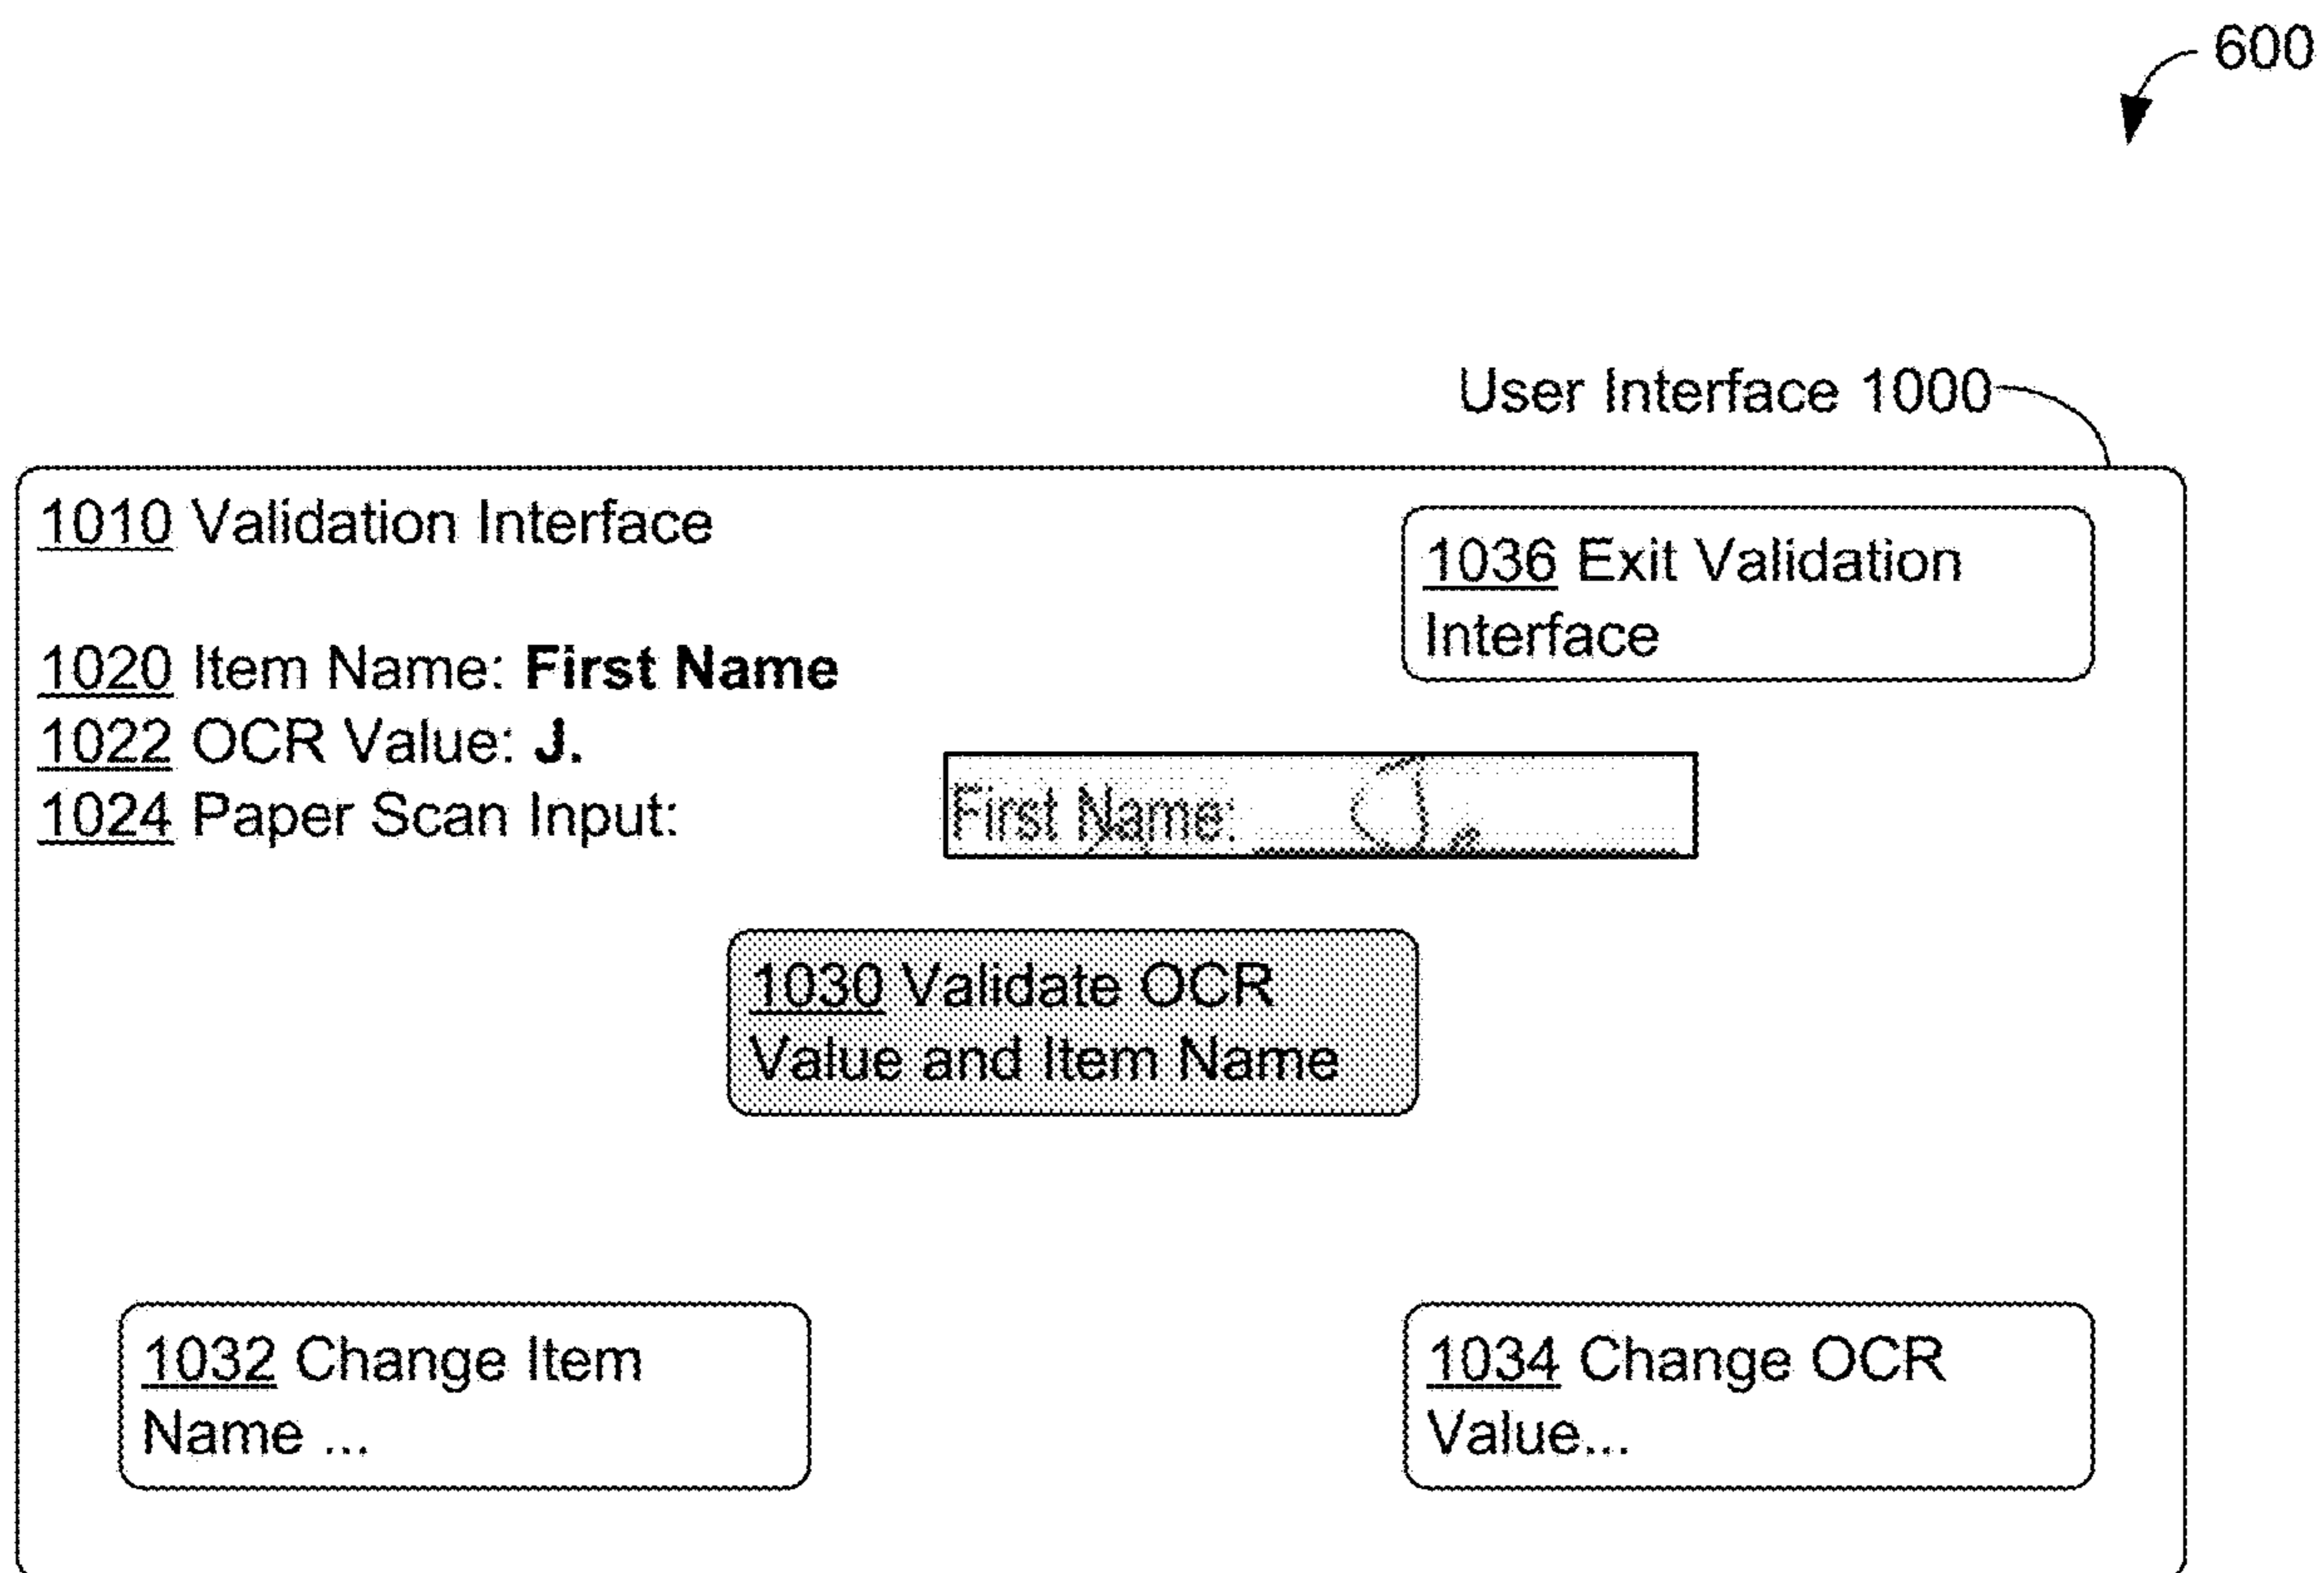 600
User Interface 1000
1010 Validation Interface
1036 Exit Validation
Interface
1020 Item Name: First Name
1022 OCR Value: J.
1024 Paper Scan Input:
First Name: J.
1030 Validate OCR
Value and Item Name
1032 Change Item
Name ...
1034 Change OCR
Value...